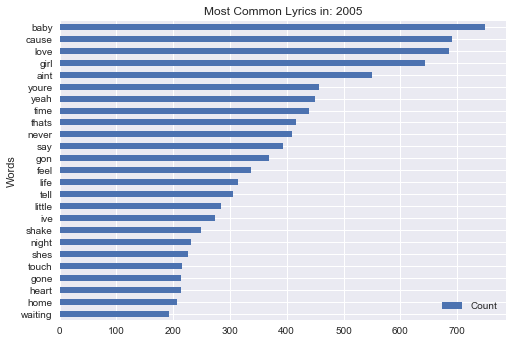 Most Common Lyrics in: 2005
baby
cause
love
girl
aint
youre
yeah
time
thats
never
say
gon
feel
life
tell
little
ive
shake
night
shes
touch
gone
heart
home
waiting
Words
Count
0 100 200 300 400 500 600 700